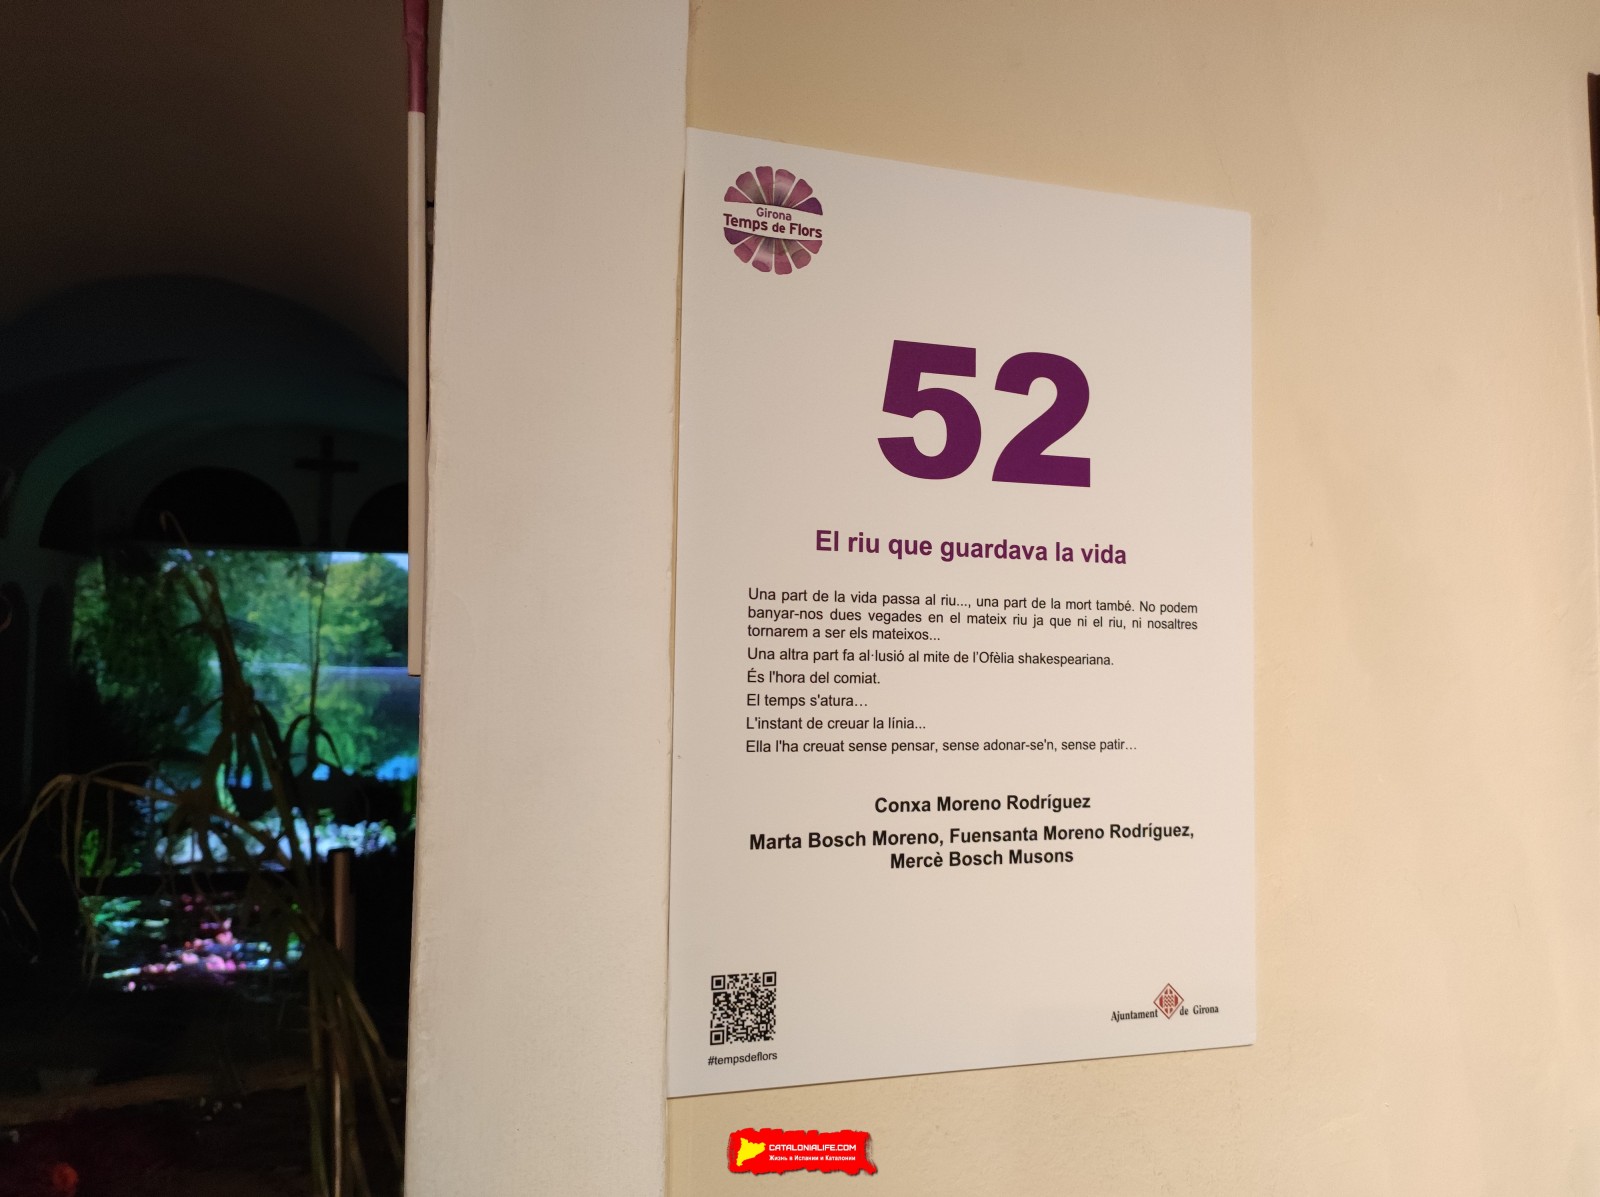 Girona
Temps de Flors
52
El riu que guardava la vida
Una part de la vida passa al riu..., una part de la mort també. No podem
banyar-nos dues vegades en el mateix riu ja que ni el riu, ni nosaltres
tornarem a ser els mateixos...
Una altra part fa al·lusió al mite de l'Ofèlia shakespeariana.
És l'hora del comiat.
El temps s'atura...
L'instant de creuar la línia...
Ella l'ha creuat sense pensar, sense adonar-se'n, sense patir...
Conxa Moreno Rodríguez
Marta Bosch Moreno, Fuensanta Moreno Rodríguez,
Mercè Bosch Musons
#tempsdeflors
Ajuntament de Girona
CATALONIALIFE.COM
Жизнь в Испании и Каталонии